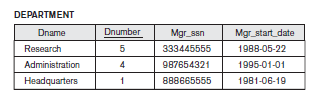 DEPARTMENT
Dname Dnumber Mgr_ssn Mgr_start_date
Research 5 333445555 1988-05-22
Administration 4 987654321 1995-01-01
Headquarters 1 888665555 1981-06-19